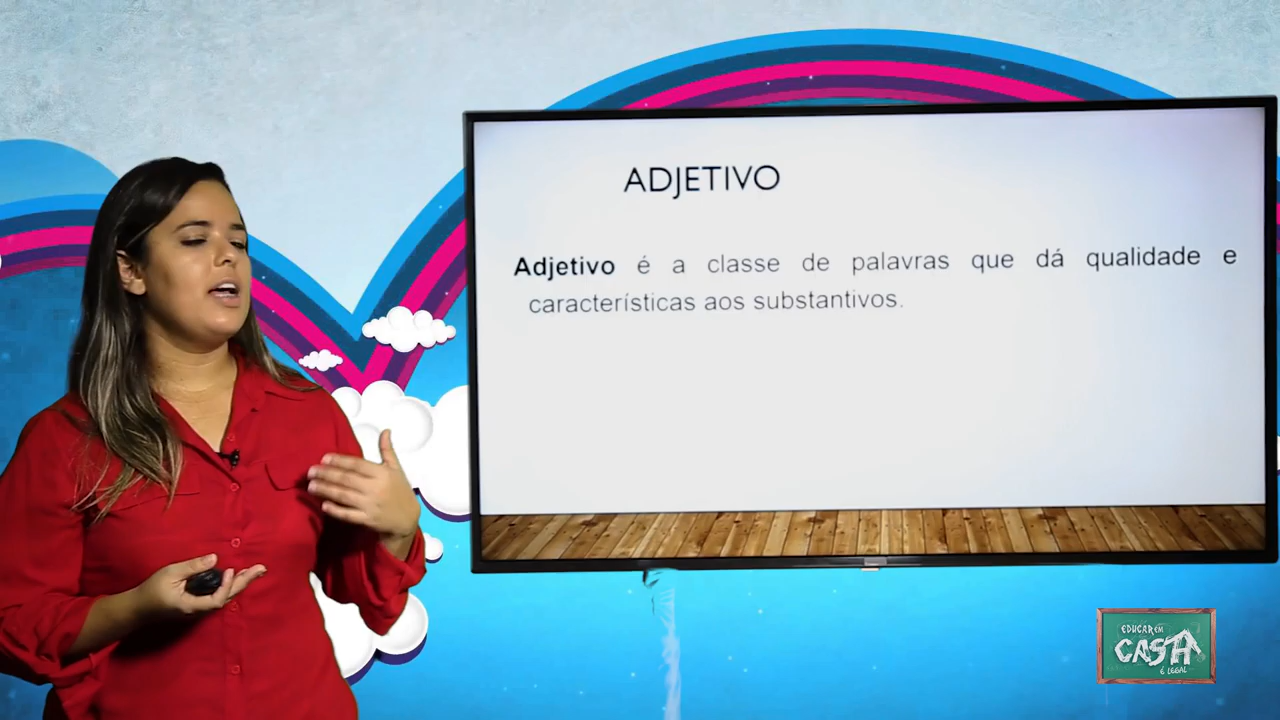 ADJETIVO
Adjetivo é a classe de palavras que dá qualidade e
características aos substantivos.
EDUCAR EM
CASA
É LEGAL